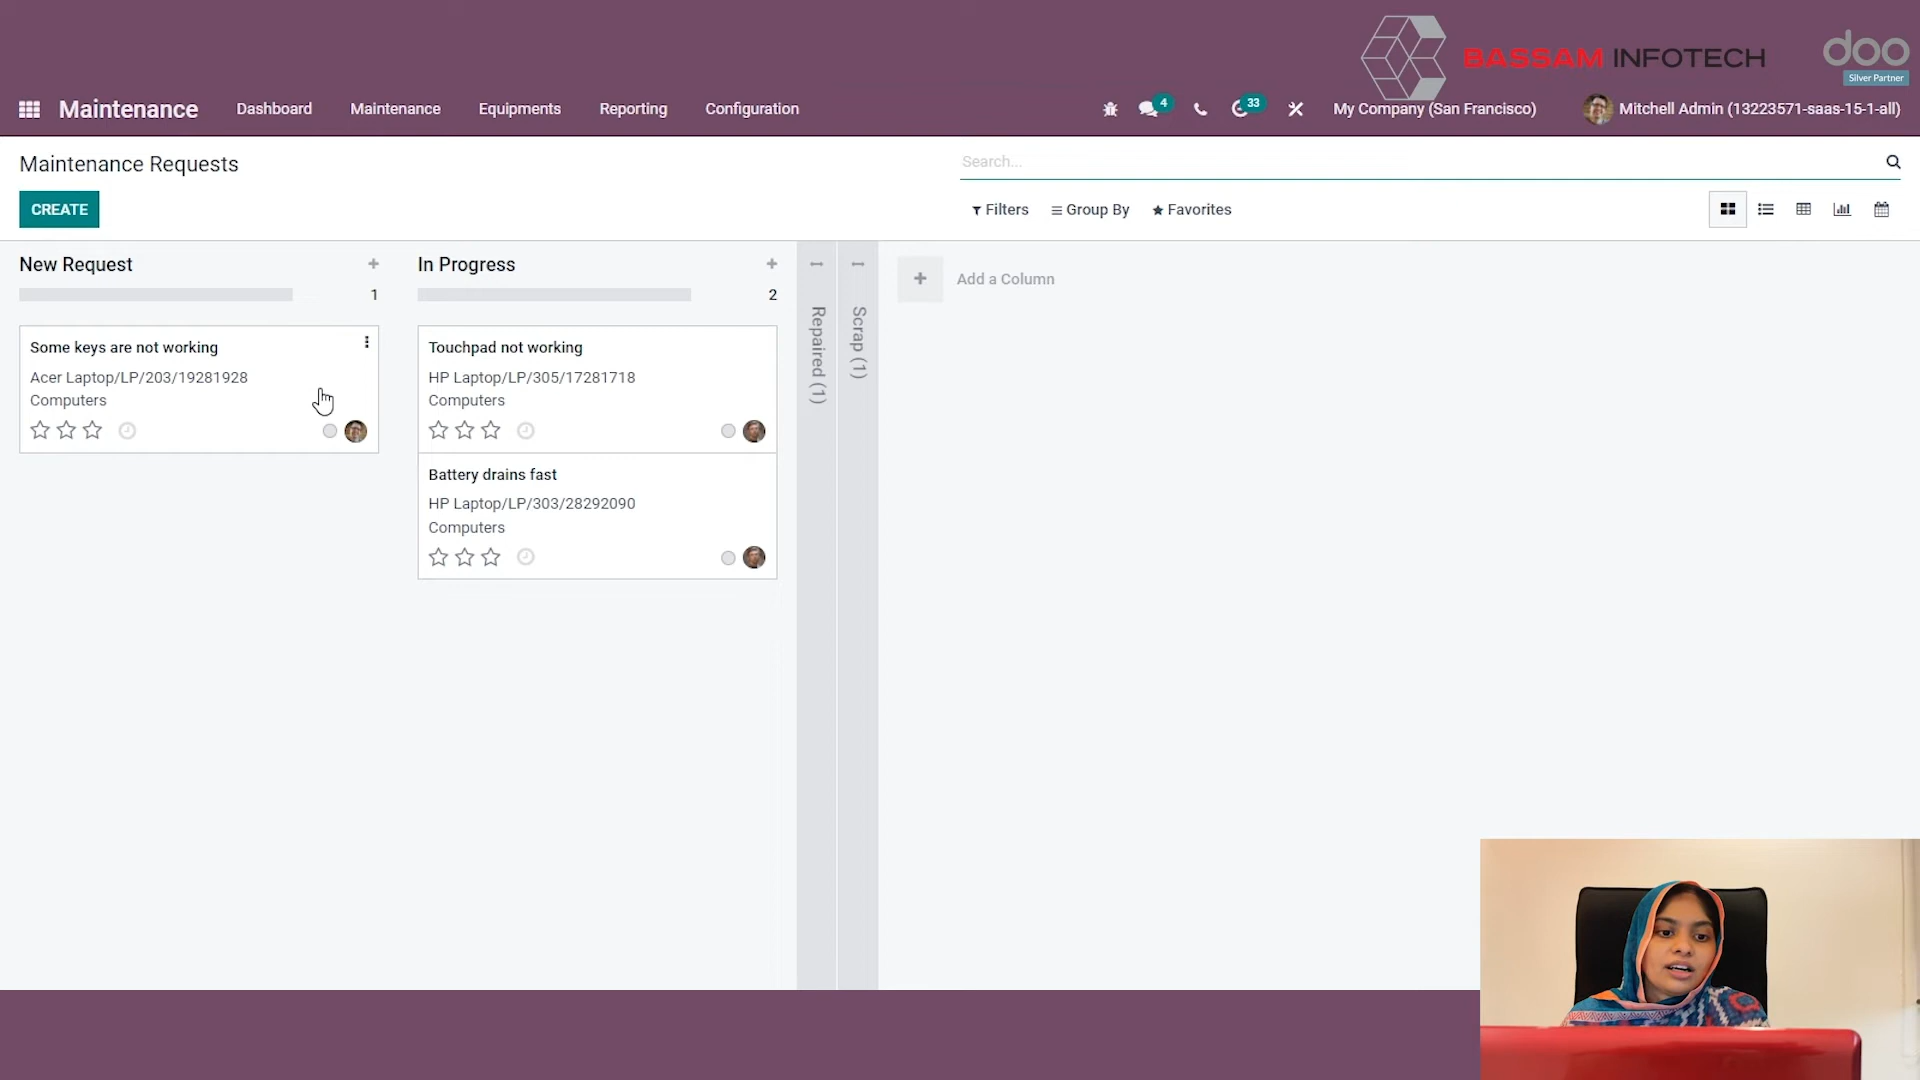 BASSAM INFOTECH
doo
Silver Partner
Maintenance
Dashboard
Maintenance
Equipments
Reporting
Configuration
4
33
My Company (San Francisco)
Mitchell Admin (13223571-saas-15-1-all)
Maintenance Requests
Search...
CREATE
Filters
Group By
Favorites
New Request
1
Some keys are not working
Acer Laptop/LP/203/19281928
Computers
In Progress
2
Touchpad not working
HP Laptop/LP/305/17281718
Computers
Battery drains fast
HP Laptop/LP/303/28292090
Computers
Repaired (1)
Scrap (1)
Add a Column